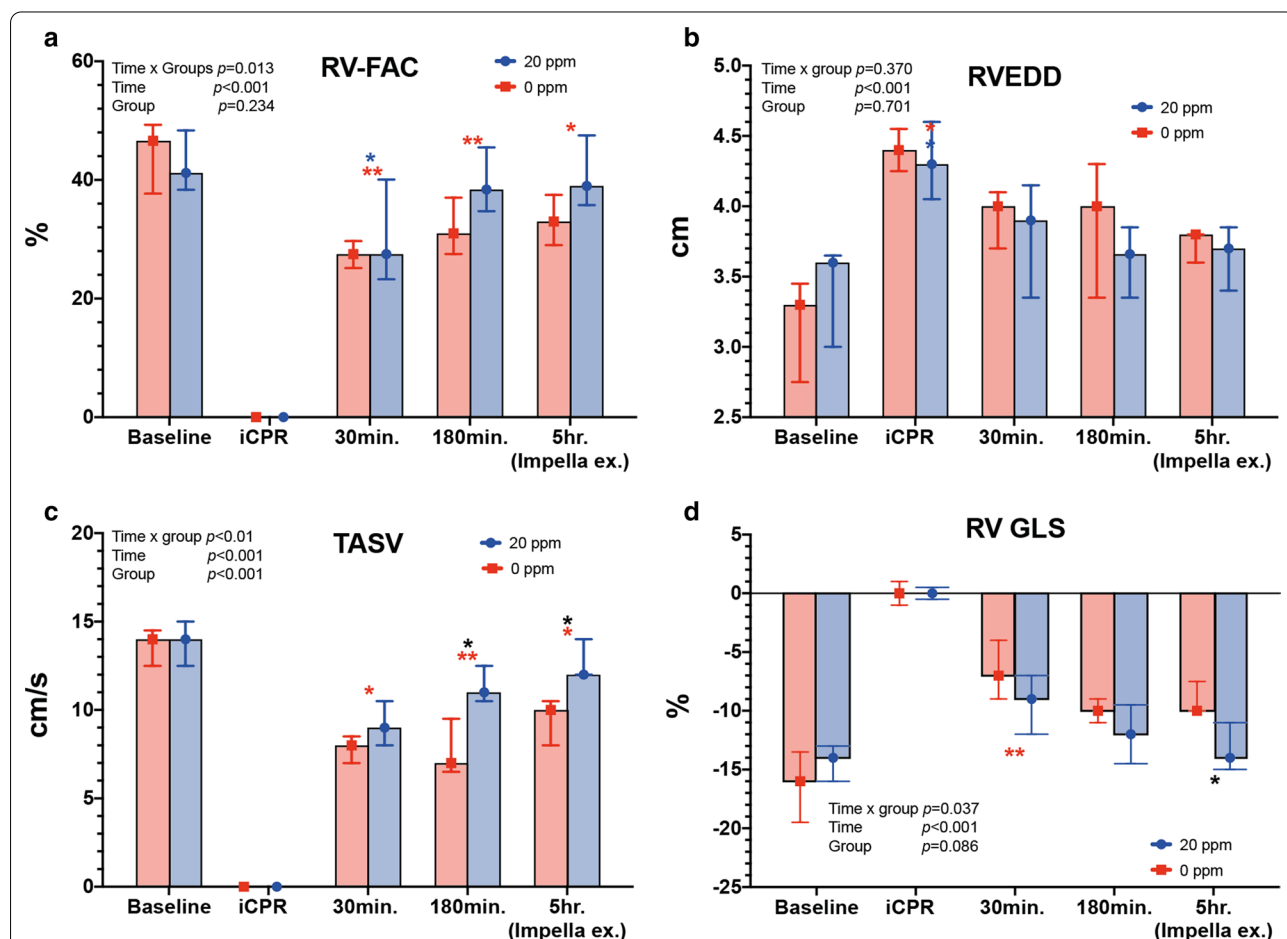 a
RV-FAC
Time x Groups p=0.013
Time p<0.001
Group p=0.234
20 ppm
0 ppm
60
40
20
0
%
*
**
**
*
Baseline iCPR 30min. 180min. 5hr.
(Impella ex.)
b
RVEDD
Time x group p=0.370
Time p<0.001
Group p=0.701
20 ppm
0 ppm
5.0
4.5
4.0
3.5
3.0
2.5
cm
*
*
Baseline iCPR 30min. 180min. 5hr.
(Impella ex.)
c
TASV
Time x group p<0.01
Time p<0.001
Group p<0.001
20 ppm
0 ppm
20
15
10
5
0
cm/s
*
*
**
*
*
Baseline iCPR 30min. 180min. 5hr.
(Impella ex.)
d
RV GLS
5
0
-5
-10
-15
-20
-25
%
**
*
Time x group p=0.037
Time p<0.001
Group p=0.086
20 ppm
0 ppm
Baseline iCPR 30min. 180min. 5hr.
(Impella ex.)